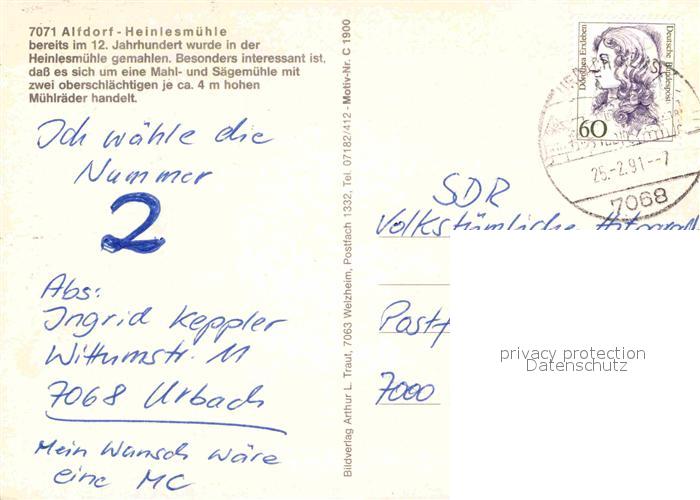 7071 Alfdorf - Heinlesmühle
bereits im 12. Jahrhundert wurde in der
Heinlesmühle gemahlen. Besonders interessant ist,
daß es sich um eine Mahl- und Sägemühle mit
zwei oberschlächtigen je ca. 4 m hohen
Mühlräder handelt.
Ich wähle die
Nummer
2
Abs:
Ingrid Keppler
Wittumstr. 11
7068 Urbach
Mein Wunsch wäre
eine MC
Bildverlag Arthur L. Traut, 7063 Welzheim, Postfach 1332, Tel. 07182/412 - Motiv-Nr. C 1900
Dorothea Erxleben
Deutsche Bundespost
60
26.-2.91.--7
7068
SDR
Volkstümliche
7000
privacy protection
Datenschutz